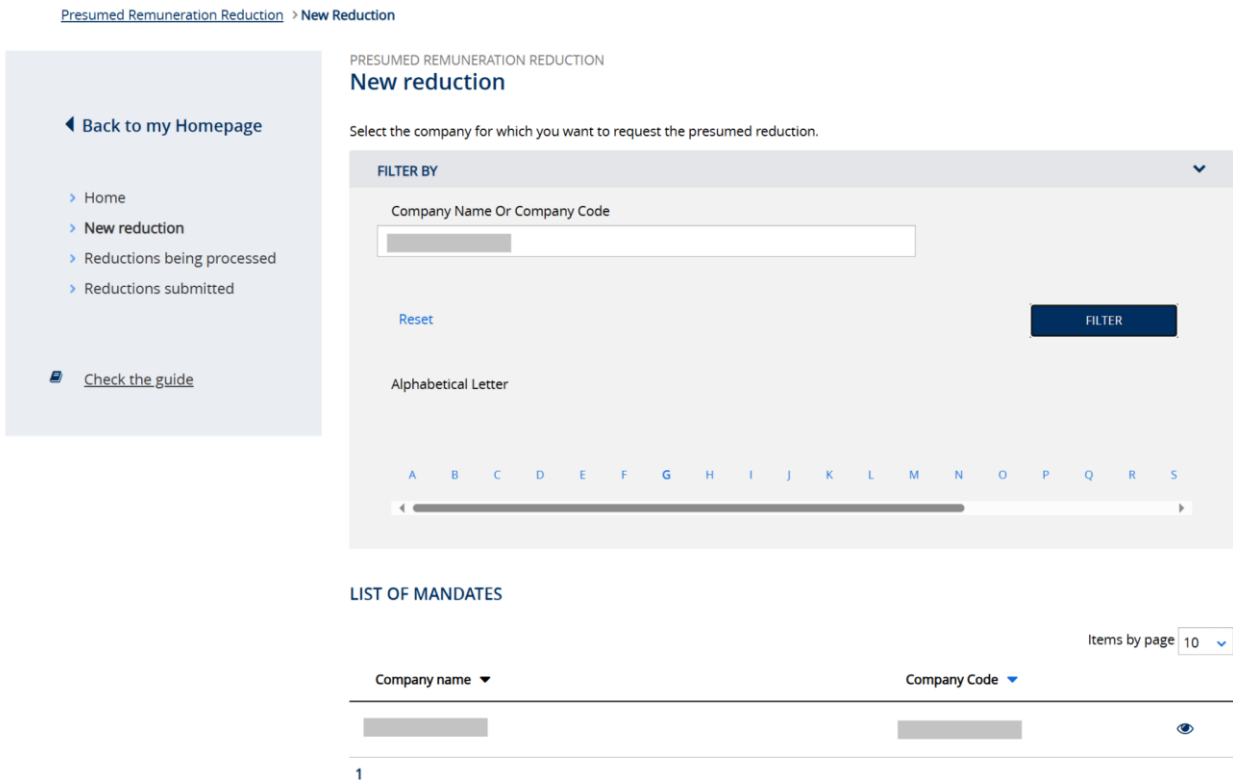 Presumed Remuneration Reduction > New Reduction
Back to my Homepage
Home
New reduction
Reductions being processed
Reductions submitted
Check the guide
PRESUMED REMUNERATION REDUCTION
New reduction
Select the company for which you want to request the presumed reduction.
FILTER BY
Company Name Or Company Code
Reset
FILTER
Alphabetical Letter
A B C D E F G H I J K L M N O P Q R S
LIST OF MANDATES
Items by page 10
Company name Company Code
1